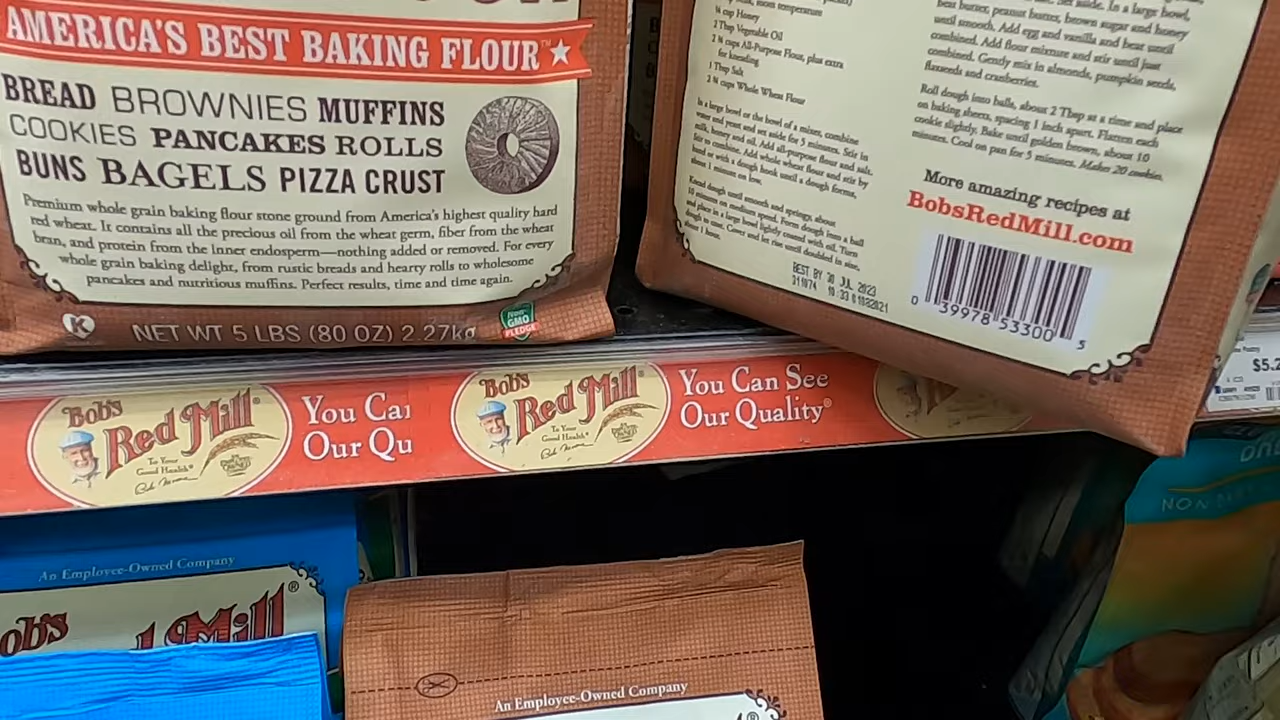 AMERICA'S BEST BAKING FLOUR
BREAD BROWNIES MUFFINS
COOKIES PANCAKES ROLLS
BUNS BAGELS PIZZA CRUST
Premium whole grain baking flour stone ground from America's highest quality hard
red wheat. It contains all the precious oil from the wheat germ, fiber from the wheat
bran, and protein from the inner endosperm—nothing added or removed. For every
whole grain baking delight, from rustic breads and hearty rolls to wholesome
pancakes and nutritious muffins. Perfect results, time and time again.
K
NET WT 5 LBS (80 OZ) 2.27kg
Non
GMO
PLEDGE
room temperature
¼ cup Honey
2 Tbsp Vegetable Oil
cups All-Purpose Flour, plus extra
for kneading
1 Tbsp Salt
cups Whole Wheat Flour
In a large bowl or the bowl of a mixer, combine
water and yeast and set aside for 5 minutes. Stir in
milk, honey and oil. Add all-purpose flour and salt.
Stir to combine. Add whole wheat flour and stir by
hand or with a dough hook until a dough forms,
about 1 minute on low.
Knead dough until smooth and springy, about
10 minutes on medium speed. Form dough into a ball
and place in a large bowl lightly coated with oil. Turn
dough to coat. Cover and let rise until doubled in size,
about 1 hour.
BEST BY 30 JUL 2023
set aside. In a large bowl,
beat butter, peanut butter, brown sugar and honey
until smooth. Add egg and vanilla and beat until
combined. Add flour mixture and stir until just
combined. Gently mix in almonds, pumpkin seeds,
flaxseeds and cranberries.
Roll dough into balls, about 2 Tbsp at a time and place
on baking sheets, spacing 1 inch apart. Flatten each
cookie slightly. Bake until golden brown, about 10
minutes. Cool on pan for 5 minutes. Makes 20 cookies.
More amazing recipes at
BobsRedMill.com
0 39978 53300 5
$5.2
Bob's
Red Mill®
To Your
Good Health®
You Cai
Our Qu
Bob's
Red Mill®
To Your
Good Health®
You Can See
Our Quality®
An Employee-Owned Company
ob's
Mill®
An Employee-Owned Company
NON